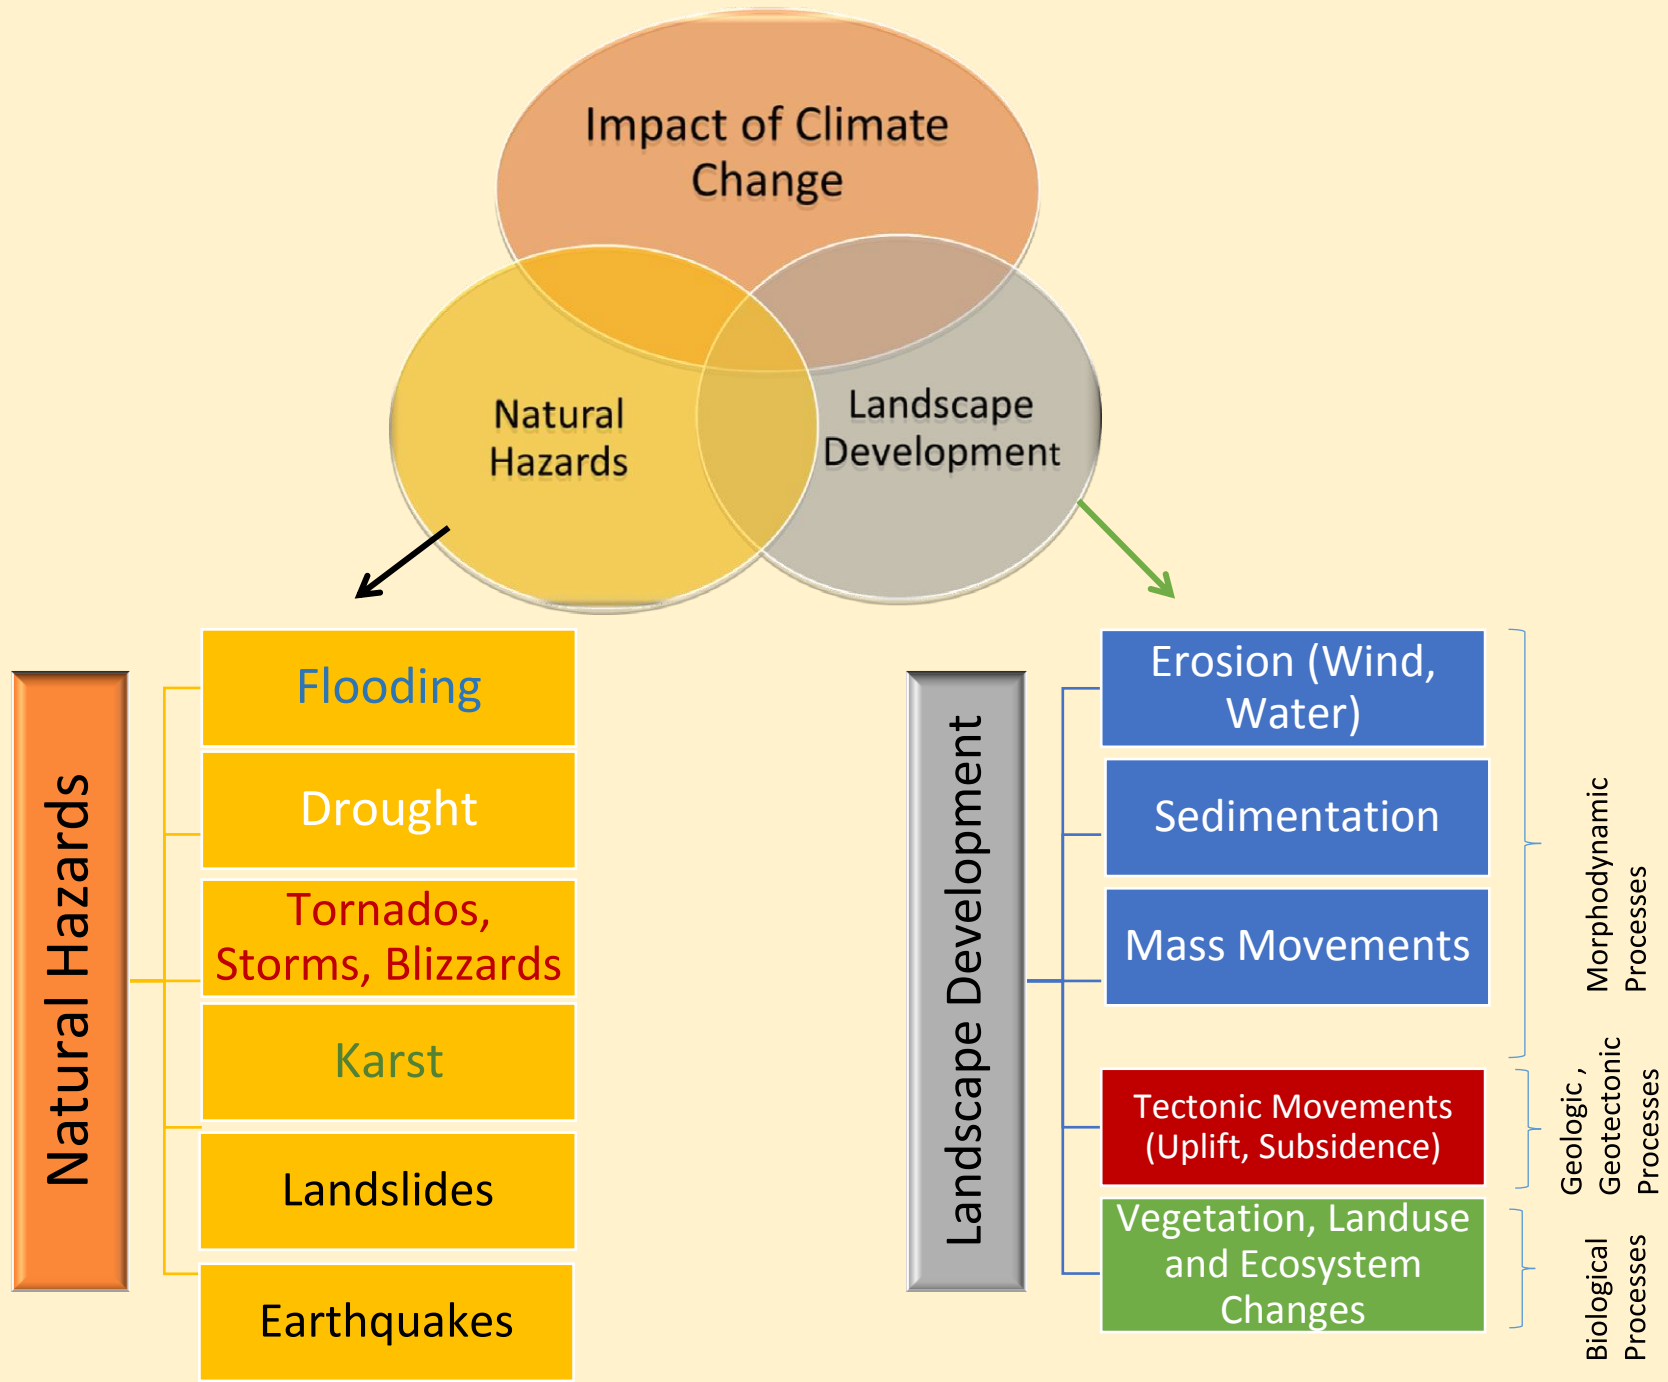 Impact of Climate
Change
Natural
Hazards
Landscape
Development
Natural Hazards
Flooding
Drought
Tornados,
Storms, Blizzards
Karst
Landslides
Earthquakes
Landscape Development
Erosion (Wind,
Water)
Sedimentation
Mass Movements
Tectonic Movements
(Uplift, Subsidence)
Vegetation, Landuse
and Ecosystem
Changes
Morphodynamic
Processes
Geologic ,
Geotectonic
Processes
Biological
Processes